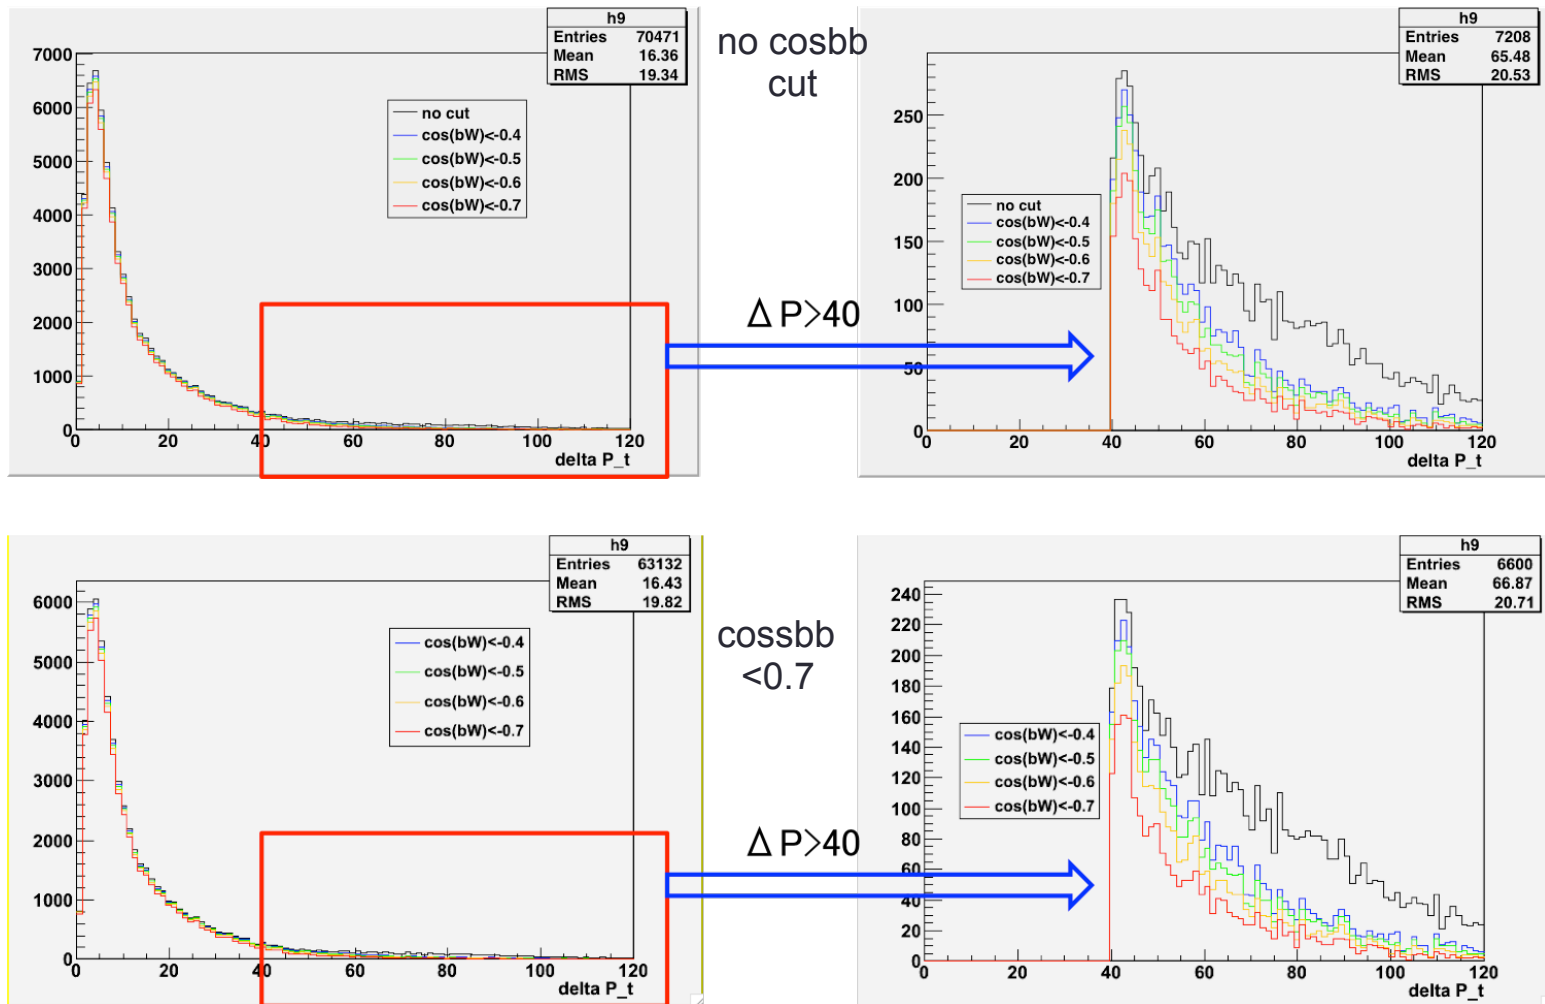 h9
Entries 70471
Mean 16.36
RMS 19.34
7000
6000
5000
4000
3000
2000
1000
0
no cut
cos(bW)<-0.4
cos(bW)<-0.5
cos(bW)<-0.6
cos(bW)<-0.7
0 20 40 60 80 100 120
delta P_t
no cosbb
cut
Δ P>40
h9
Entries 7208
Mean 65.48
RMS 20.53
250
200
150
100
50
0
no cut
cos(bW)<-0.4
cos(bW)<-0.5
cos(bW)<-0.6
cos(bW)<-0.7
0 20 40 60 80 100 120
delta P_t
h9
Entries 63132
Mean 16.43
RMS 19.82
6000
5000
4000
3000
2000
1000
0
cos(bW)<-0.4
cos(bW)<-0.5
cos(bW)<-0.6
cos(bW)<-0.7
0 20 40 60 80 100 120
delta P_t
cossbb
<0.7
Δ P>40
h9
Entries 6600
Mean 66.87
RMS 20.71
240
220
200
180
160
140
120
100
80
60
40
20
0
cos(bW)<-0.4
cos(bW)<-0.5
cos(bW)<-0.6
cos(bW)<-0.7
0 20 40 60 80 100 120
delta P_t